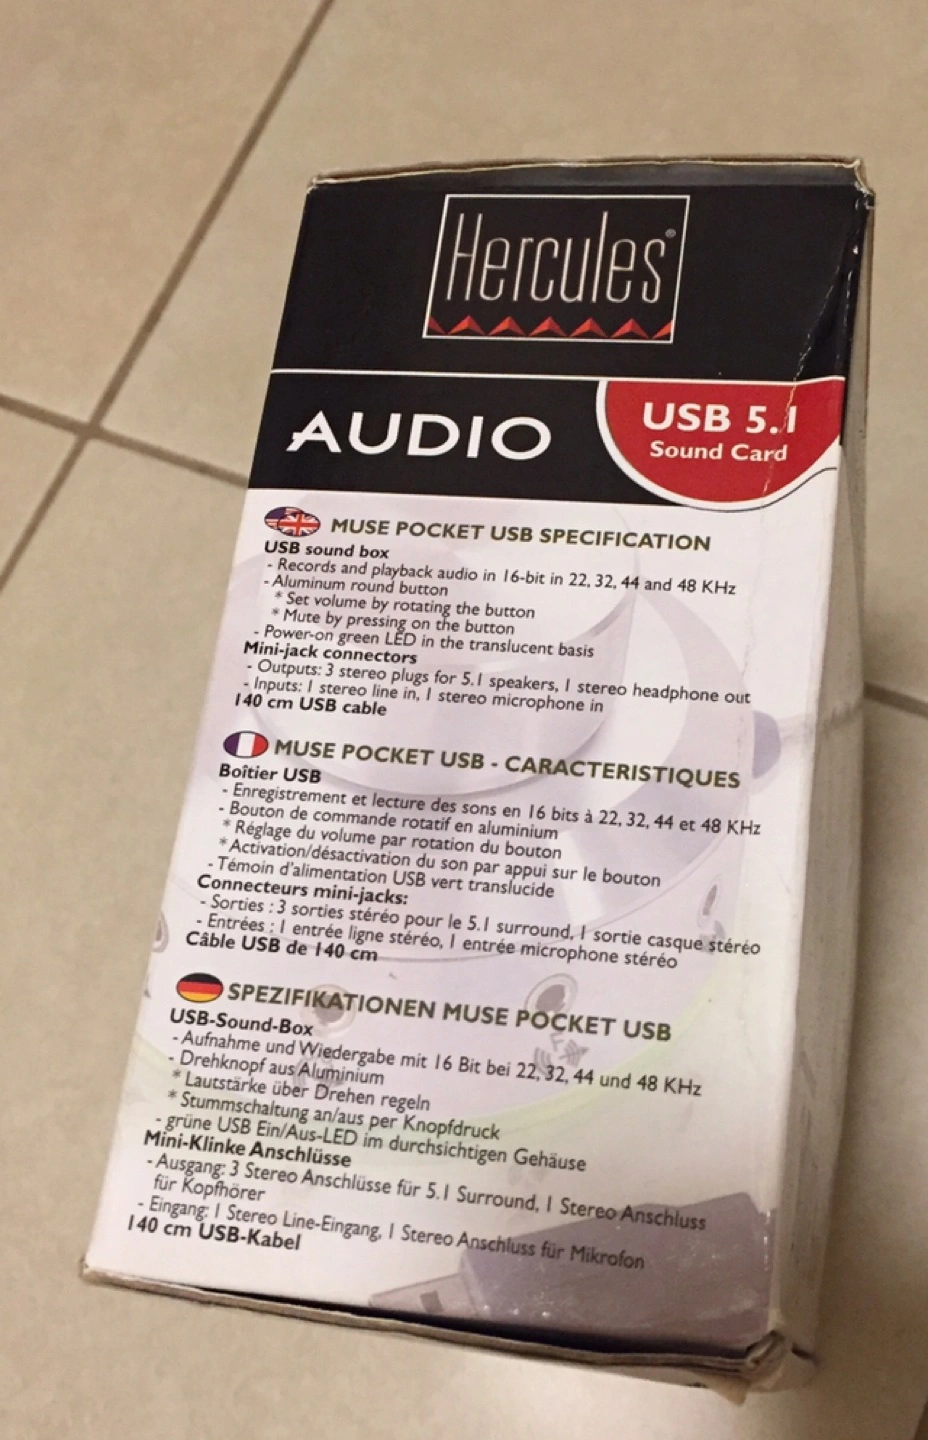 Hercules®
AUDIO
USB 5.1
Sound Card
MUSE POCKET USB SPECIFICATION
USB sound box
- Records and playback audio in 16-bit in 22, 32, 44 and 48 KHz
- Aluminum round button
* Set volume by rotating the button
* Mute by pressing on the button
- Power-on green LED in the translucent basis
Mini-jack connectors
- Outputs: 3 stereo plugs for 5.1 speakers, 1 stereo headphone out
- Inputs: 1 stereo line in, 1 stereo microphone in
140 cm USB cable
MUSE POCKET USB - CARACTERISTIQUES
Boîtier USB
- Enregistrement et lecture des sons en 16 bits à 22, 32, 44 et 48 KHz
- Bouton de commande rotatif en aluminium
* Réglage du volume par rotation du bouton
* Activation/désactivation du son par appui sur le bouton
- Témoin d'alimentation USB vert translucide
Connecteurs mini-jacks:
- Sorties : 3 sorties stéréo pour le 5.1 surround, 1 sortie casque stéréo
- Entrées : 1 entrée ligne stéréo, 1 entrée microphone stéréo
Câble USB de 140 cm
SPEZIFIKATIONEN MUSE POCKET USB
USB-Sound-Box
- Aufnahme und Wiedergabe mit 16 Bit bei 22, 32, 44 und 48 KHz
- Drehknopf aus Aluminium
* Lautstärke über Drehen regeln
* Stummschaltung an/aus per Knopfdruck
- grüne USB Ein/Aus-LED im durchsichtigen Gehäuse
Mini-Klinke Anschlüsse
- Ausgang: 3 Stereo Anschlüsse für 5.1 Surround, 1 Stereo Anschluss
für Kopfhörer
- Eingang: 1 Stereo Line-Eingang, 1 Stereo Anschluss für Mikrofon
140 cm USB-Kabel